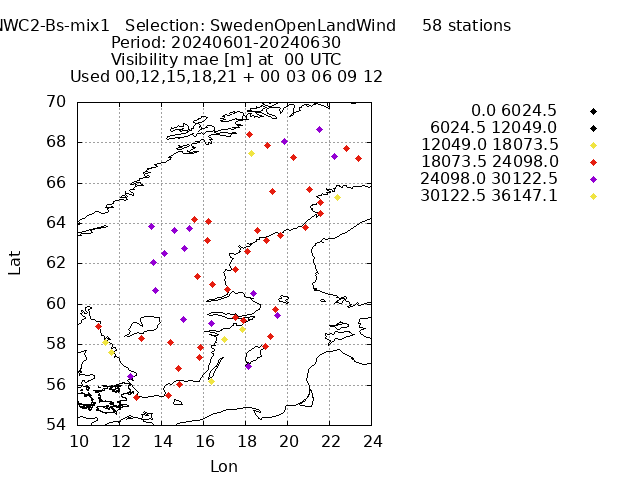 NWC2-Bs-mix1 Selection: SwedenOpenLandWind 58 stations
Period: 20240601-20240630
Visibility mae [m] at 00 UTC
Used 00,12,15,18,21 + 00 03 06 09 12
0.0 6024.5
6024.5 12049.0
12049.0 18073.5
18073.5 24098.0
24098.0 30122.5
30122.5 36147.1
70
68
66
64
62
60
58
56
54
Lat
10 12 14 16 18 20 22 24
Lon